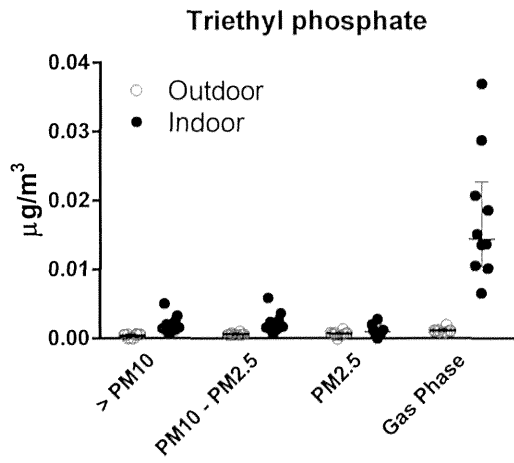 Triethyl phosphate
0.04
0.03
0.02
0.01
0.00
µg/m³
Outdoor
Indoor
> PM10
PM10 - PM2.5
PM2.5
Gas Phase